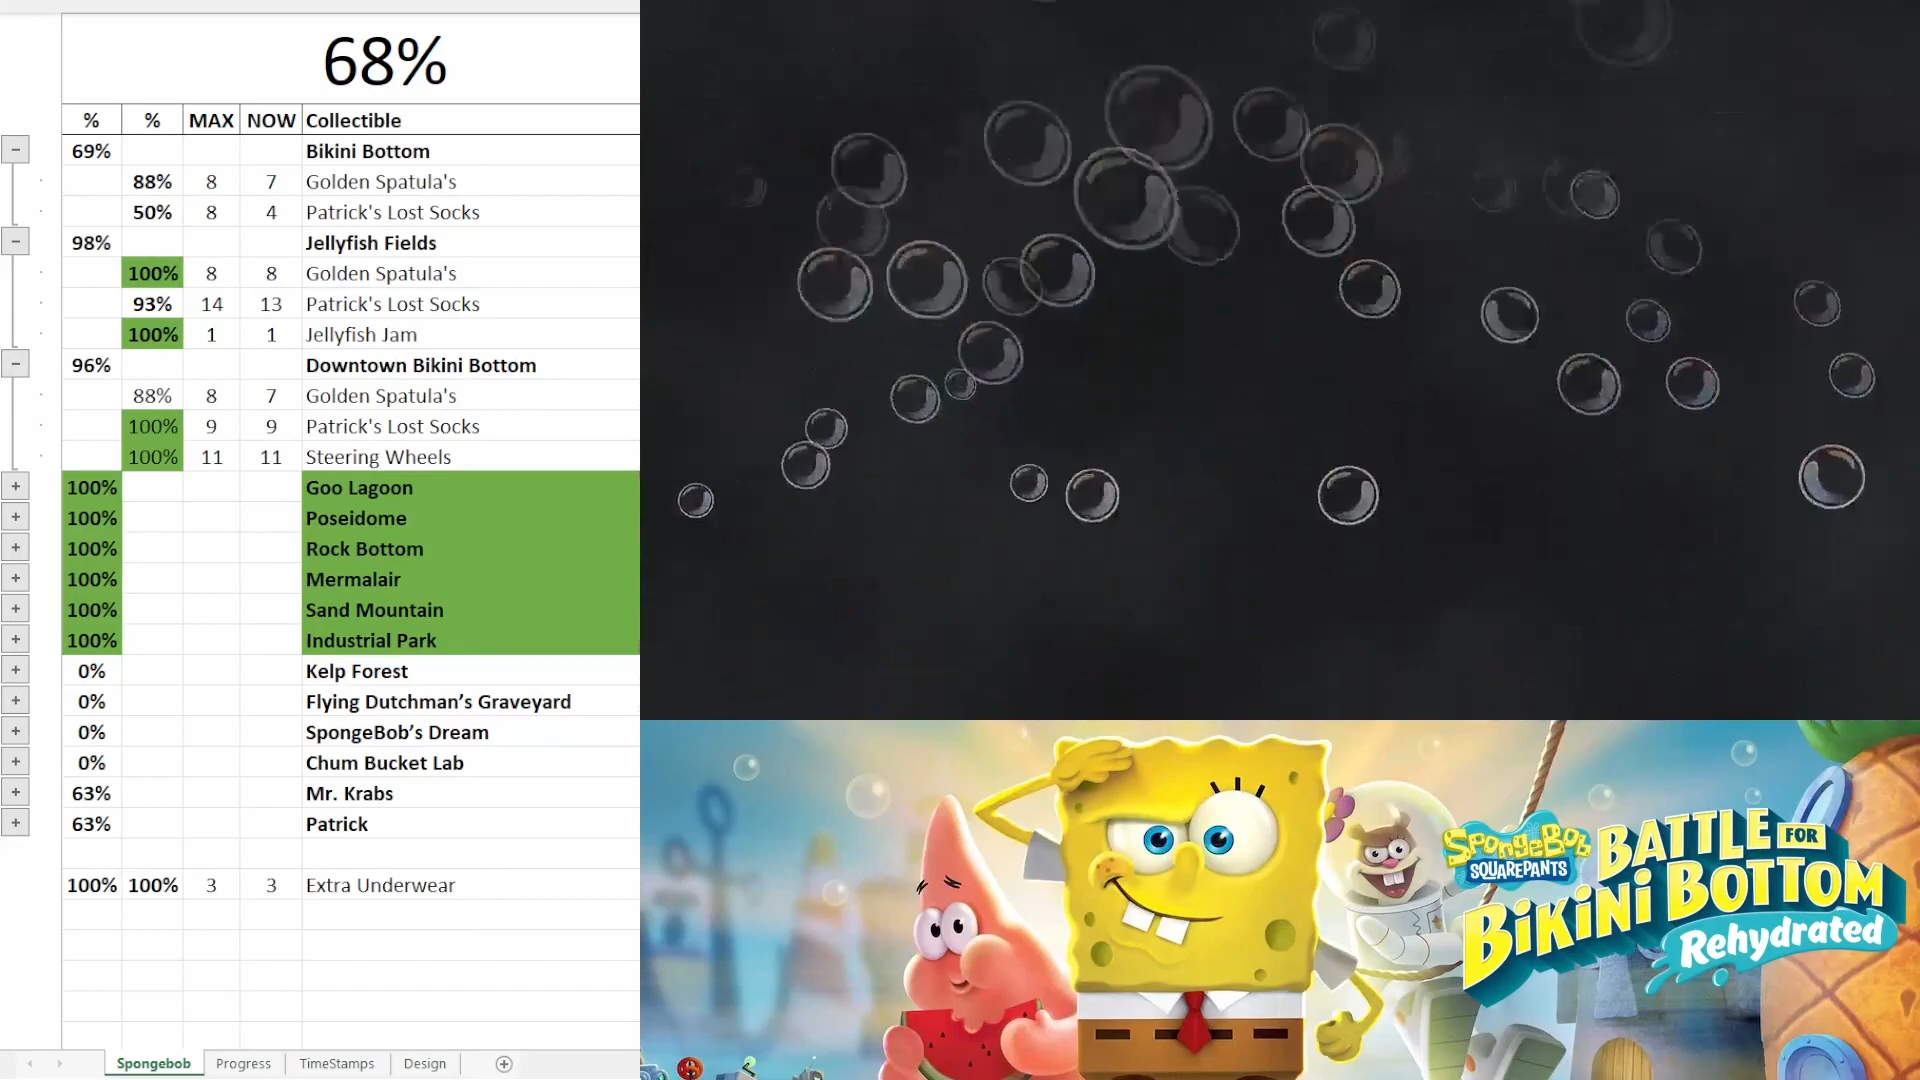 68%
% % MAX NOW Collectible
69% Bikini Bottom
88% 8 7 Golden Spatula's
50% 8 4 Patrick's Lost Socks
98% Jellyfish Fields
100% 8 8 Golden Spatula's
93% 14 13 Patrick's Lost Socks
100% 1 1 Jellyfish Jam
96% Downtown Bikini Bottom
88% 8 7 Golden Spatula's
100% 9 9 Patrick's Lost Socks
100% 11 11 Steering Wheels
100% Goo Lagoon
100% Poseidome
100% Rock Bottom
100% Mermalair
100% Sand Mountain
100% Industrial Park
0% Kelp Forest
0% Flying Dutchman’s Graveyard
0% SpongeBob’s Dream
0% Chum Bucket Lab
63% Mr. Krabs
63% Patrick
100% 100% 3 3 Extra Underwear
Spongebob Progress TimeStamps Design
SpongeBob
SQUAREPANTS
BATTLE FOR
BiKiNi BOTTOM
Rehydrated